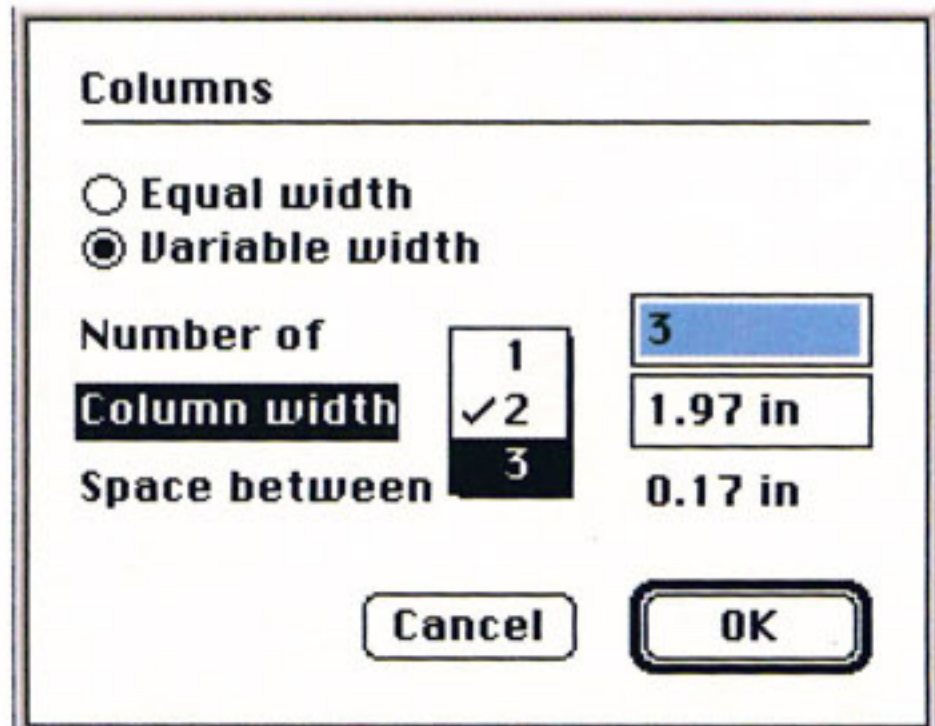 Columns
Equal width
Variable width
Number of
3
1
Column width
✓2
1.97 in
3
Space between
0.17 in
Cancel
OK